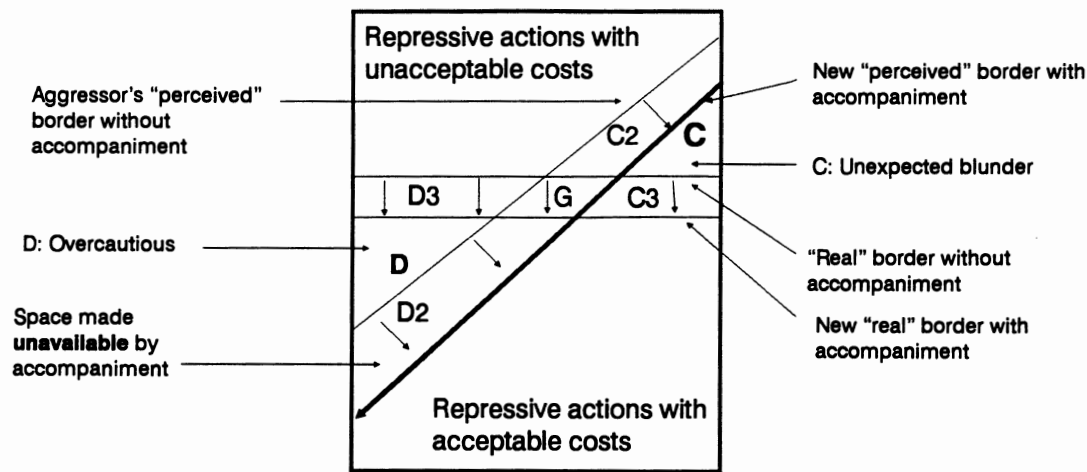 Repressive actions with
unacceptable costs
Aggressor's "perceived"
border without
accompaniment
New "perceived" border with
accompaniment
C2
C
C: Unexpected blunder
D3
G
C3
D: Overcautious
D
"Real" border without
accompaniment
D2
Space made
unavailable by
accompaniment
New "real" border with
accompaniment
Repressive actions with
acceptable costs